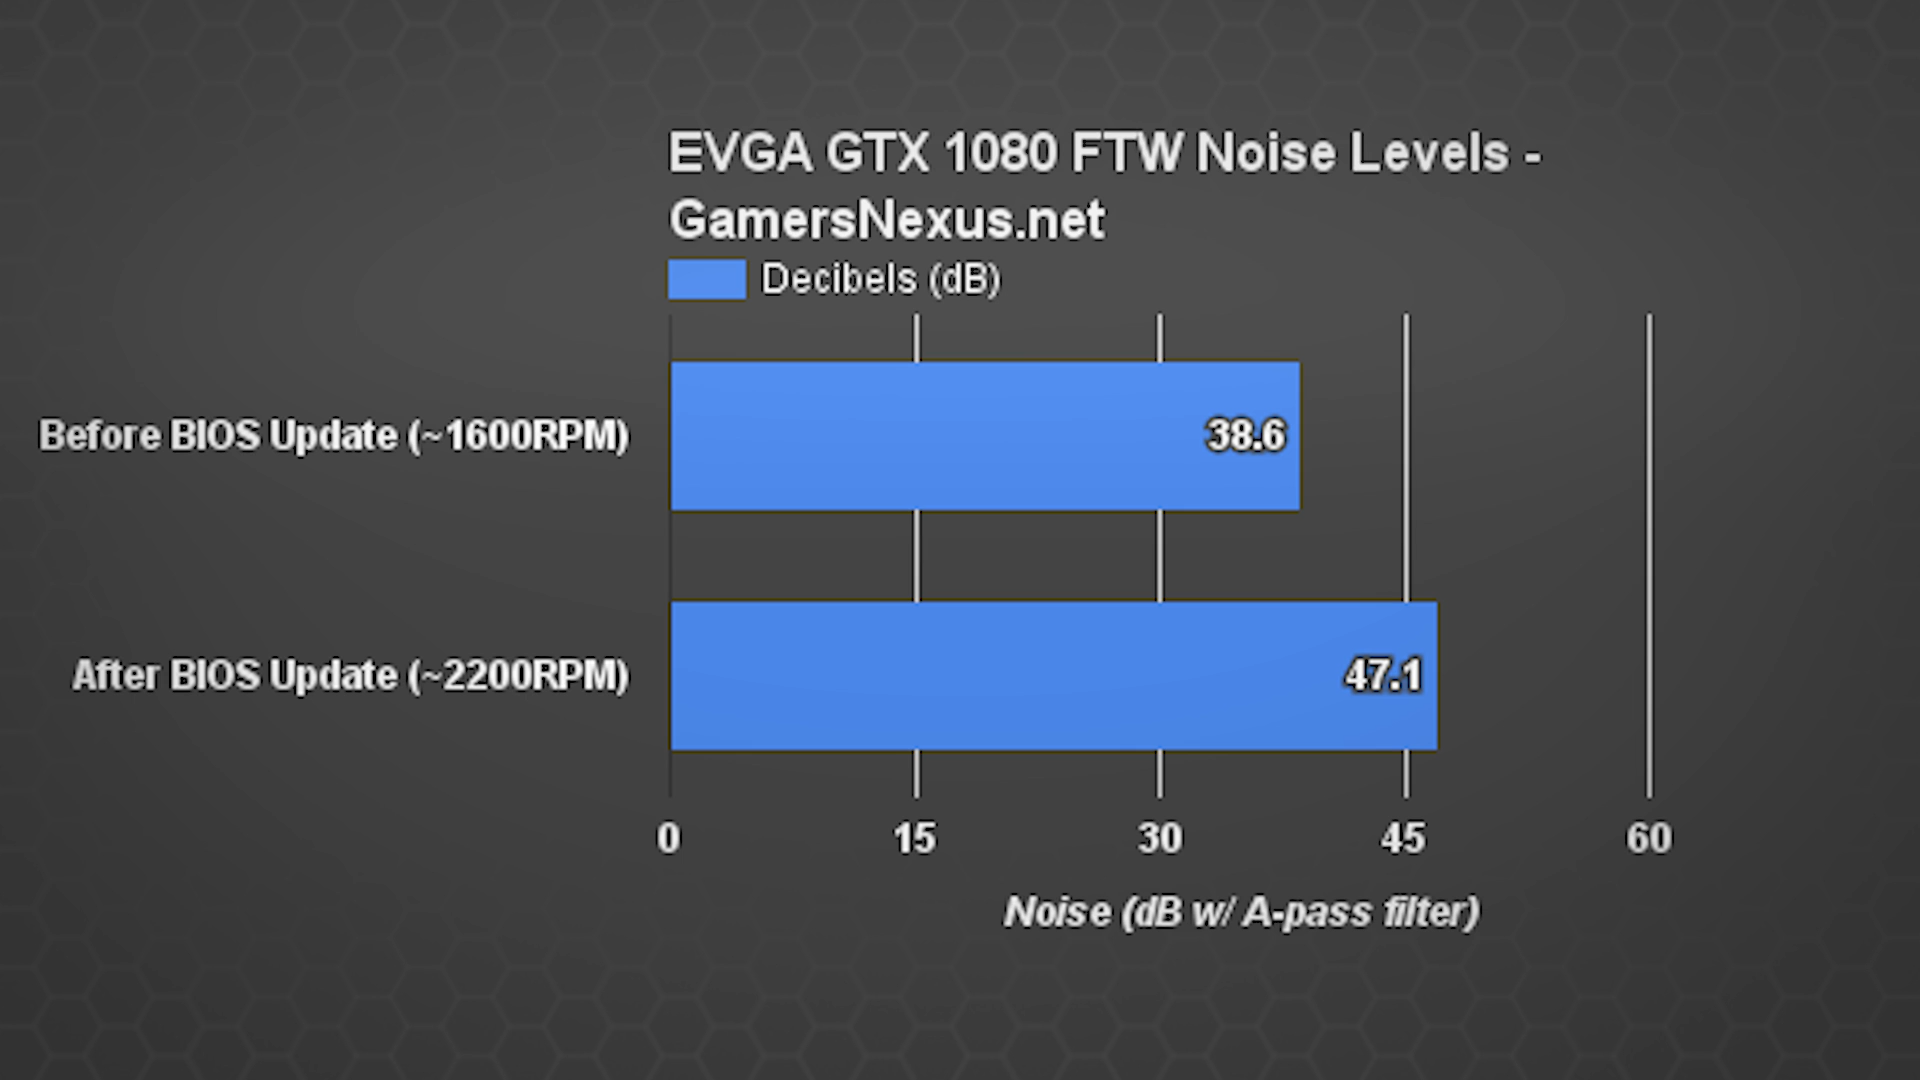 EVGA GTX 1080 FTW Noise Levels -
GamersNexus.net
Decibels (dB)
Before BIOS Update (~1600RPM)
38.6
After BIOS Update (~2200RPM)
47.1
0 15 30 45 60
Noise (dB w/ A-pass filter)